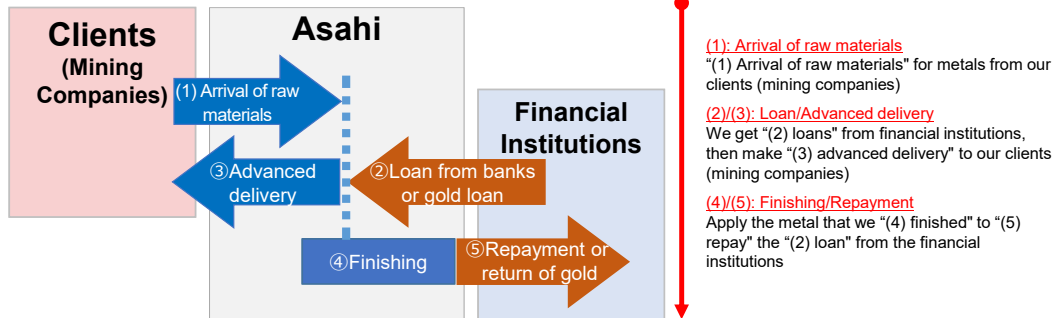 Clients
(Mining
Companies)
Asahi
(1) Arrival of raw
materials
Financial
Institutions
③Advanced
delivery
②Loan from banks
or gold loan
④Finishing
⑤Repayment or
return of gold
(1): Arrival of raw materials
“(1) Arrival of raw materials" for metals from our
clients (mining companies)
(2)/(3): Loan/Advanced delivery
We get “(2) loans" from financial institutions,
then make “(3) advanced delivery" to our clients
(mining companies)
(4)/(5): Finishing/Repayment
Apply the metal that we “(4) finished" to “(5)
repay" the “(2) loan" from the financial
institutions